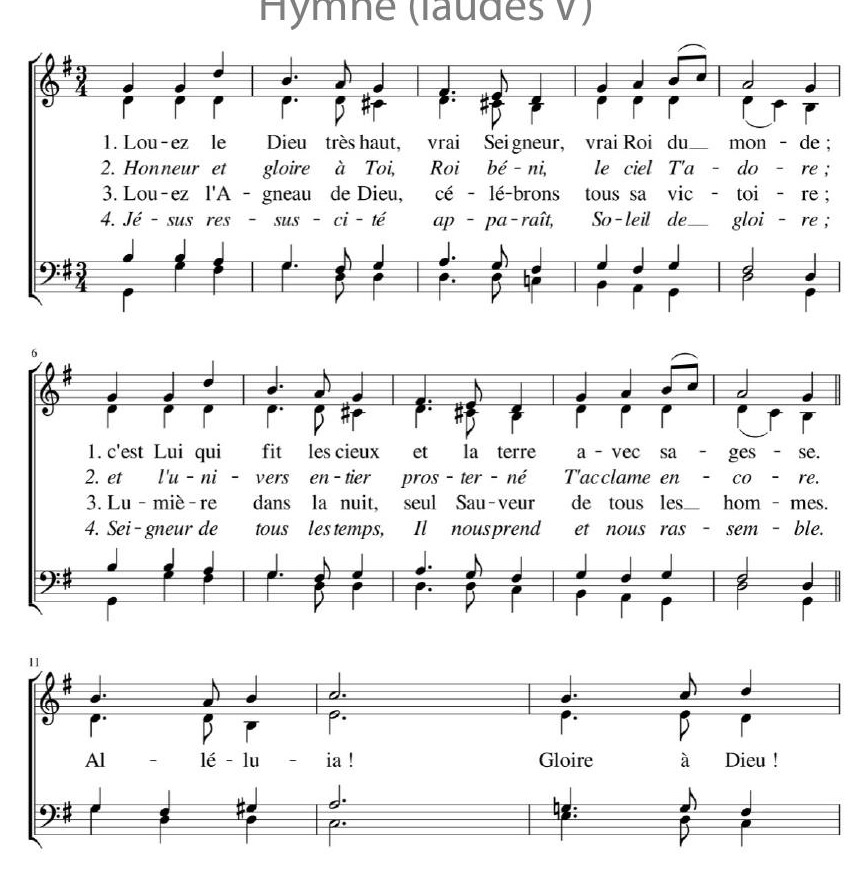 Hymne (laudes V)
1. Lou-ez le Dieu très haut, vrai Seigneur, vrai Roi du__ mon - de ;
2. Honneur et gloire à Toi, Roi bé - ni, le ciel T'a - do - re ;
3. Lou-ez l'A - gneau de Dieu, cé - lé-brons tous sa vic - toi - re ;
4. Jé - sus res - sus - ci - té ap - pa-raît, So-leil de__ gloi - re ;
6
1. c'est Lui qui fit les cieux et la terre a - vec sa - ges - se.
2. et l'u - ni - vers en - tier pros - ter - né T'acclame en - co - re.
3. Lu - miè - re dans la nuit, seul Sau - veur de tous les__ hom - mes.
4. Sei - gneur de tous les temps, Il nous prend et nous ras - sem - ble.
11
Al - lé - lu - ia ! Gloire à Dieu !